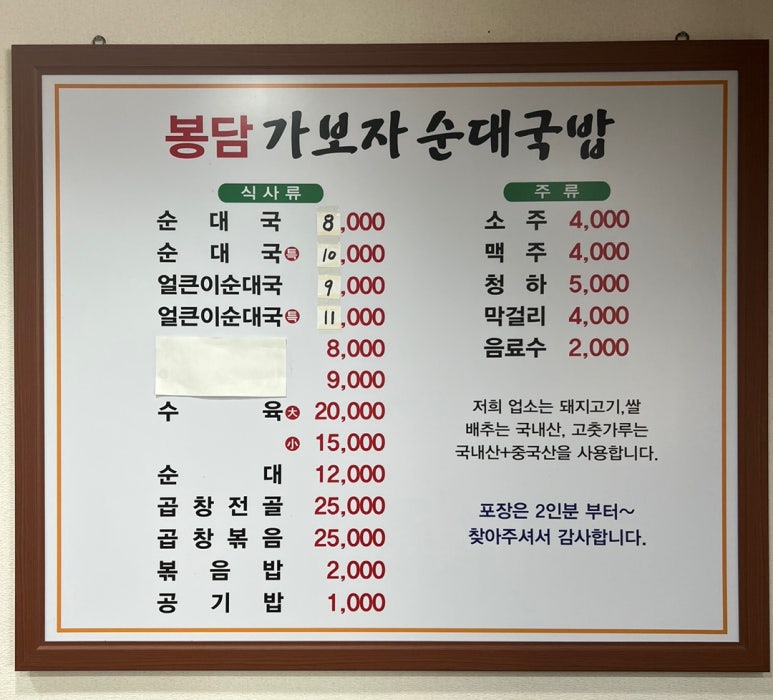 봉담 가보자 순대국밥
식사류
순대국 8,000
순대국 특 10,000
얼큰이순대국 9,000
얼큰이순대국 특 11,000
8,000
9,000
수육 大 20,000
小 15,000
순대 12,000
곱창전골 25,000
곱창볶음 25,000
볶음밥 2,000
공기밥 1,000
주류
소주 4,000
맥주 4,000
청하 5,000
막걸리 4,000
음료수 2,000
저희 업소는 돼지고기,쌀
배추는 국내산, 고춧가루는
국내산+중국산을 사용합니다.
포장은 2인분 부터~
찾아주셔서 감사합니다.